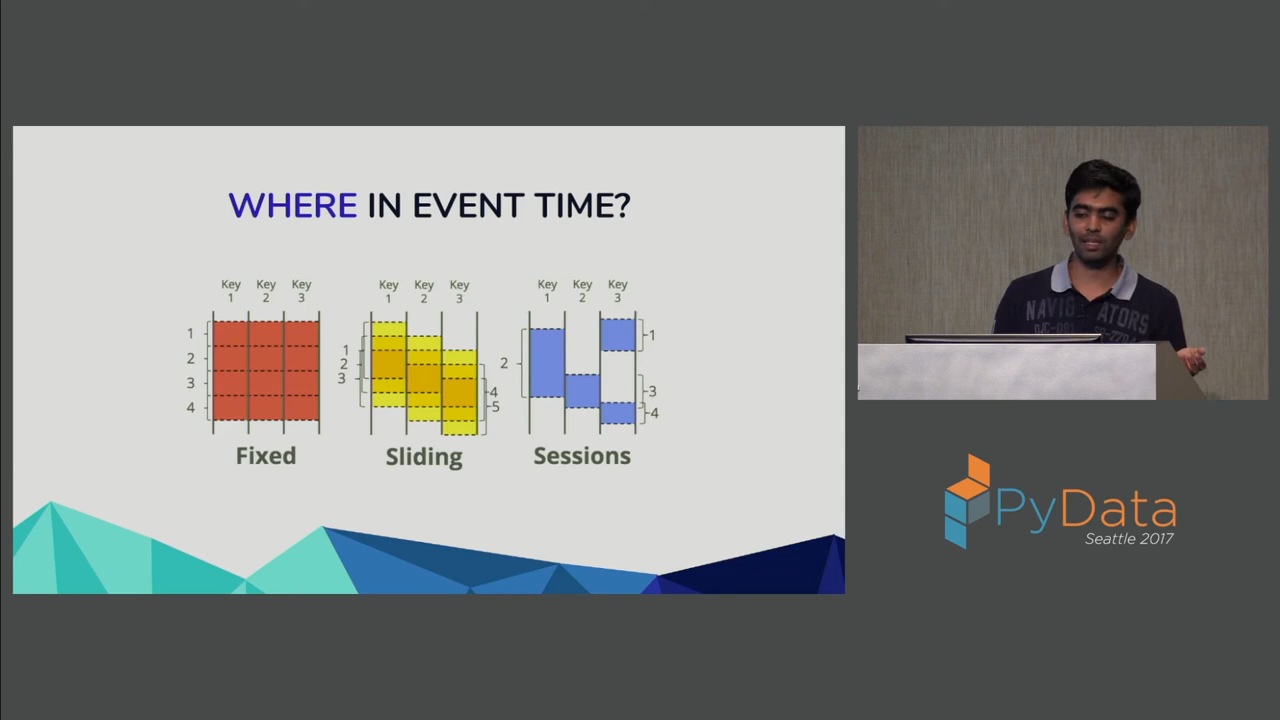 WHERE IN EVENT TIME?
Key Key Key
1 2 3
1
2
3
4
Fixed
Key Key Key
1 2 3
1
2
3
4
5
Sliding
Key Key Key
1 2 3
1
2
3
4
Sessions
NAVIG ATORS
PyData
Seattle 2017